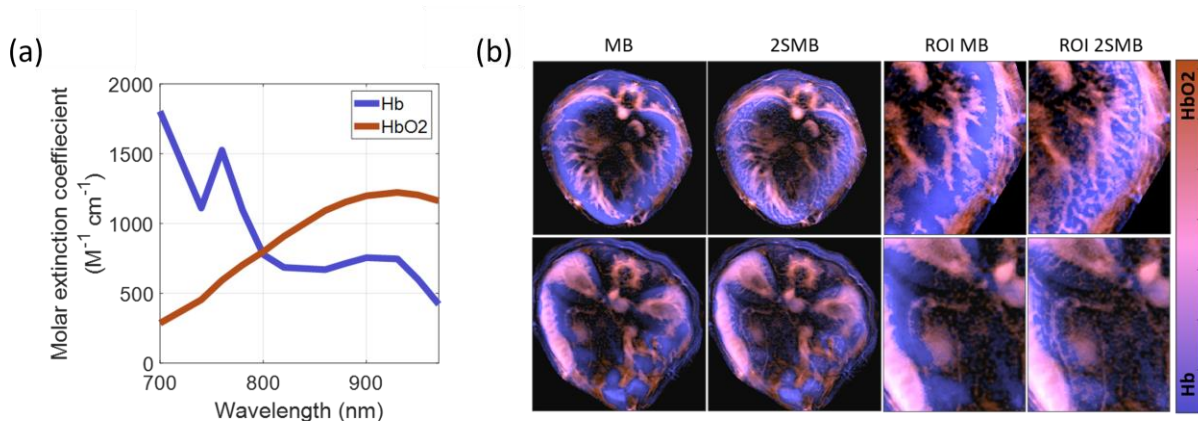 (a)
Molar extinction coeffiecient
(M⁻¹ cm⁻¹)
2000
1500
1000
500
0
Hb
HbO2
700
800
900
Wavelength (nm)
(b)
MB
2SMB
ROI MB
ROI 2SMB
HbO2
Hb